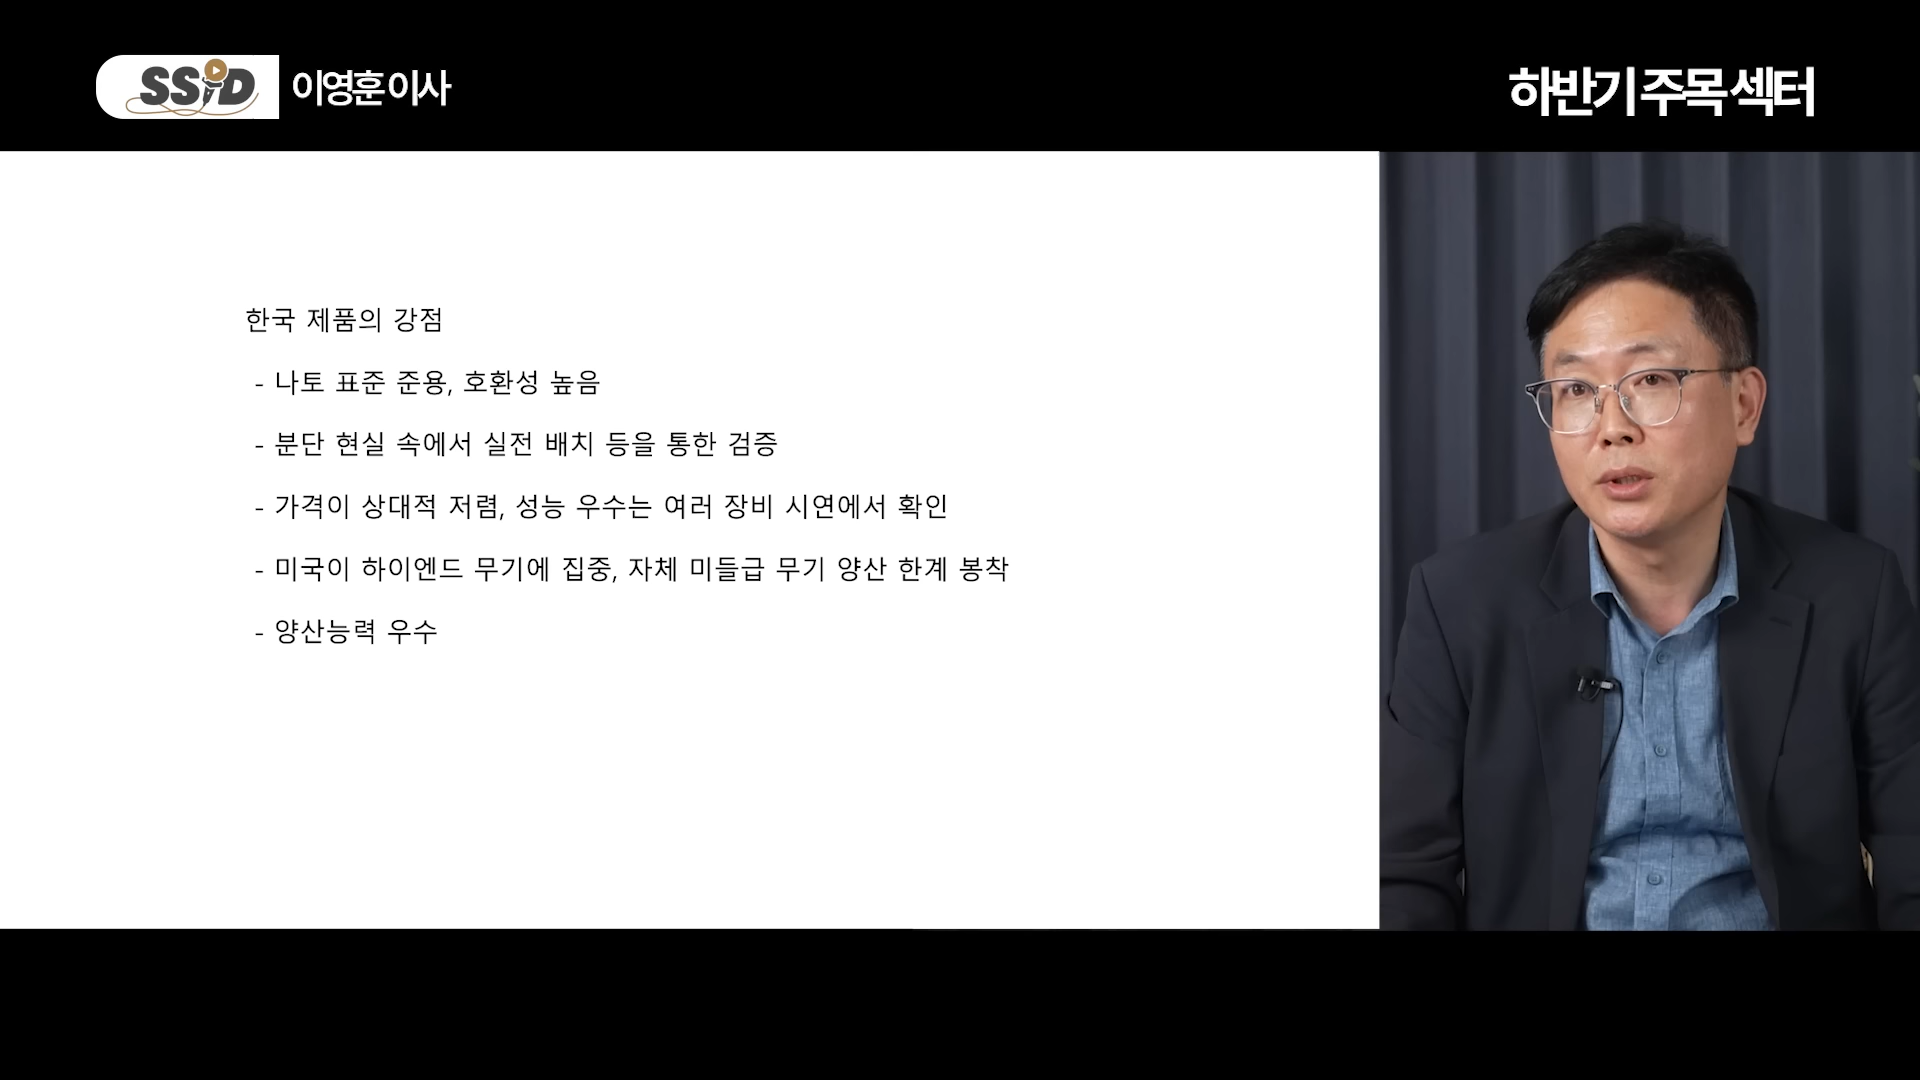 SSiD 이영훈 이사
하반기 주목 섹터
한국 제품의 강점
- 나토 표준 준용, 호환성 높음
- 분단 현실 속에서 실전 배치 등을 통한 검증
- 가격이 상대적 저렴, 성능 우수는 여러 장비 시연에서 확인
- 미국이 하이엔드 무기에 집중, 자체 미들급 무기 양산 한계 봉착
- 양산능력 우수